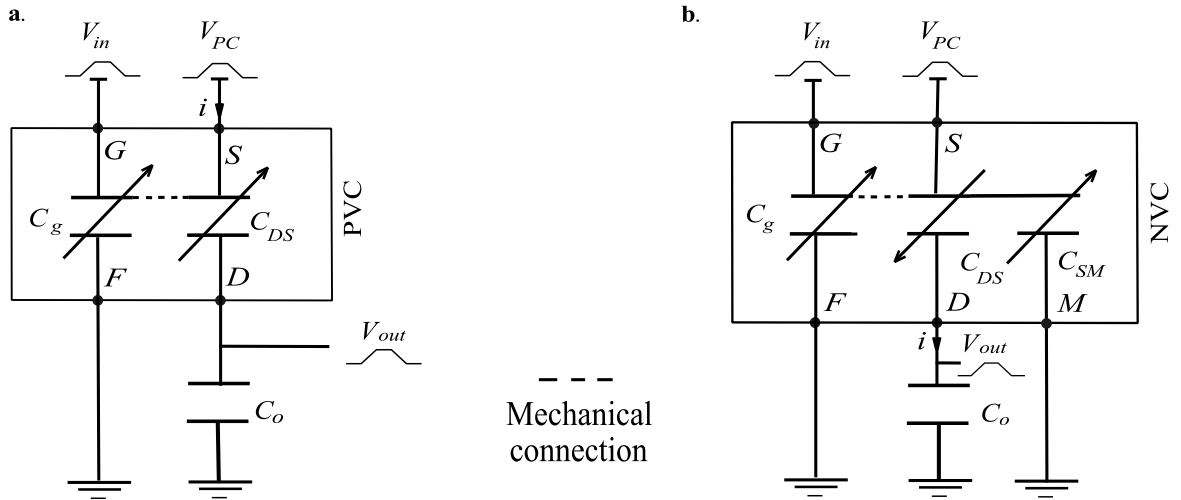 a.
V_in
V_PC
i
G
S
C_g
C_DS
PVC
F
D
V_out
C_o
Mechanical
connection
b.
V_in
V_PC
G
S
C_g
C_DS
C_SM
NVC
F
D
M
i
V_out
C_o